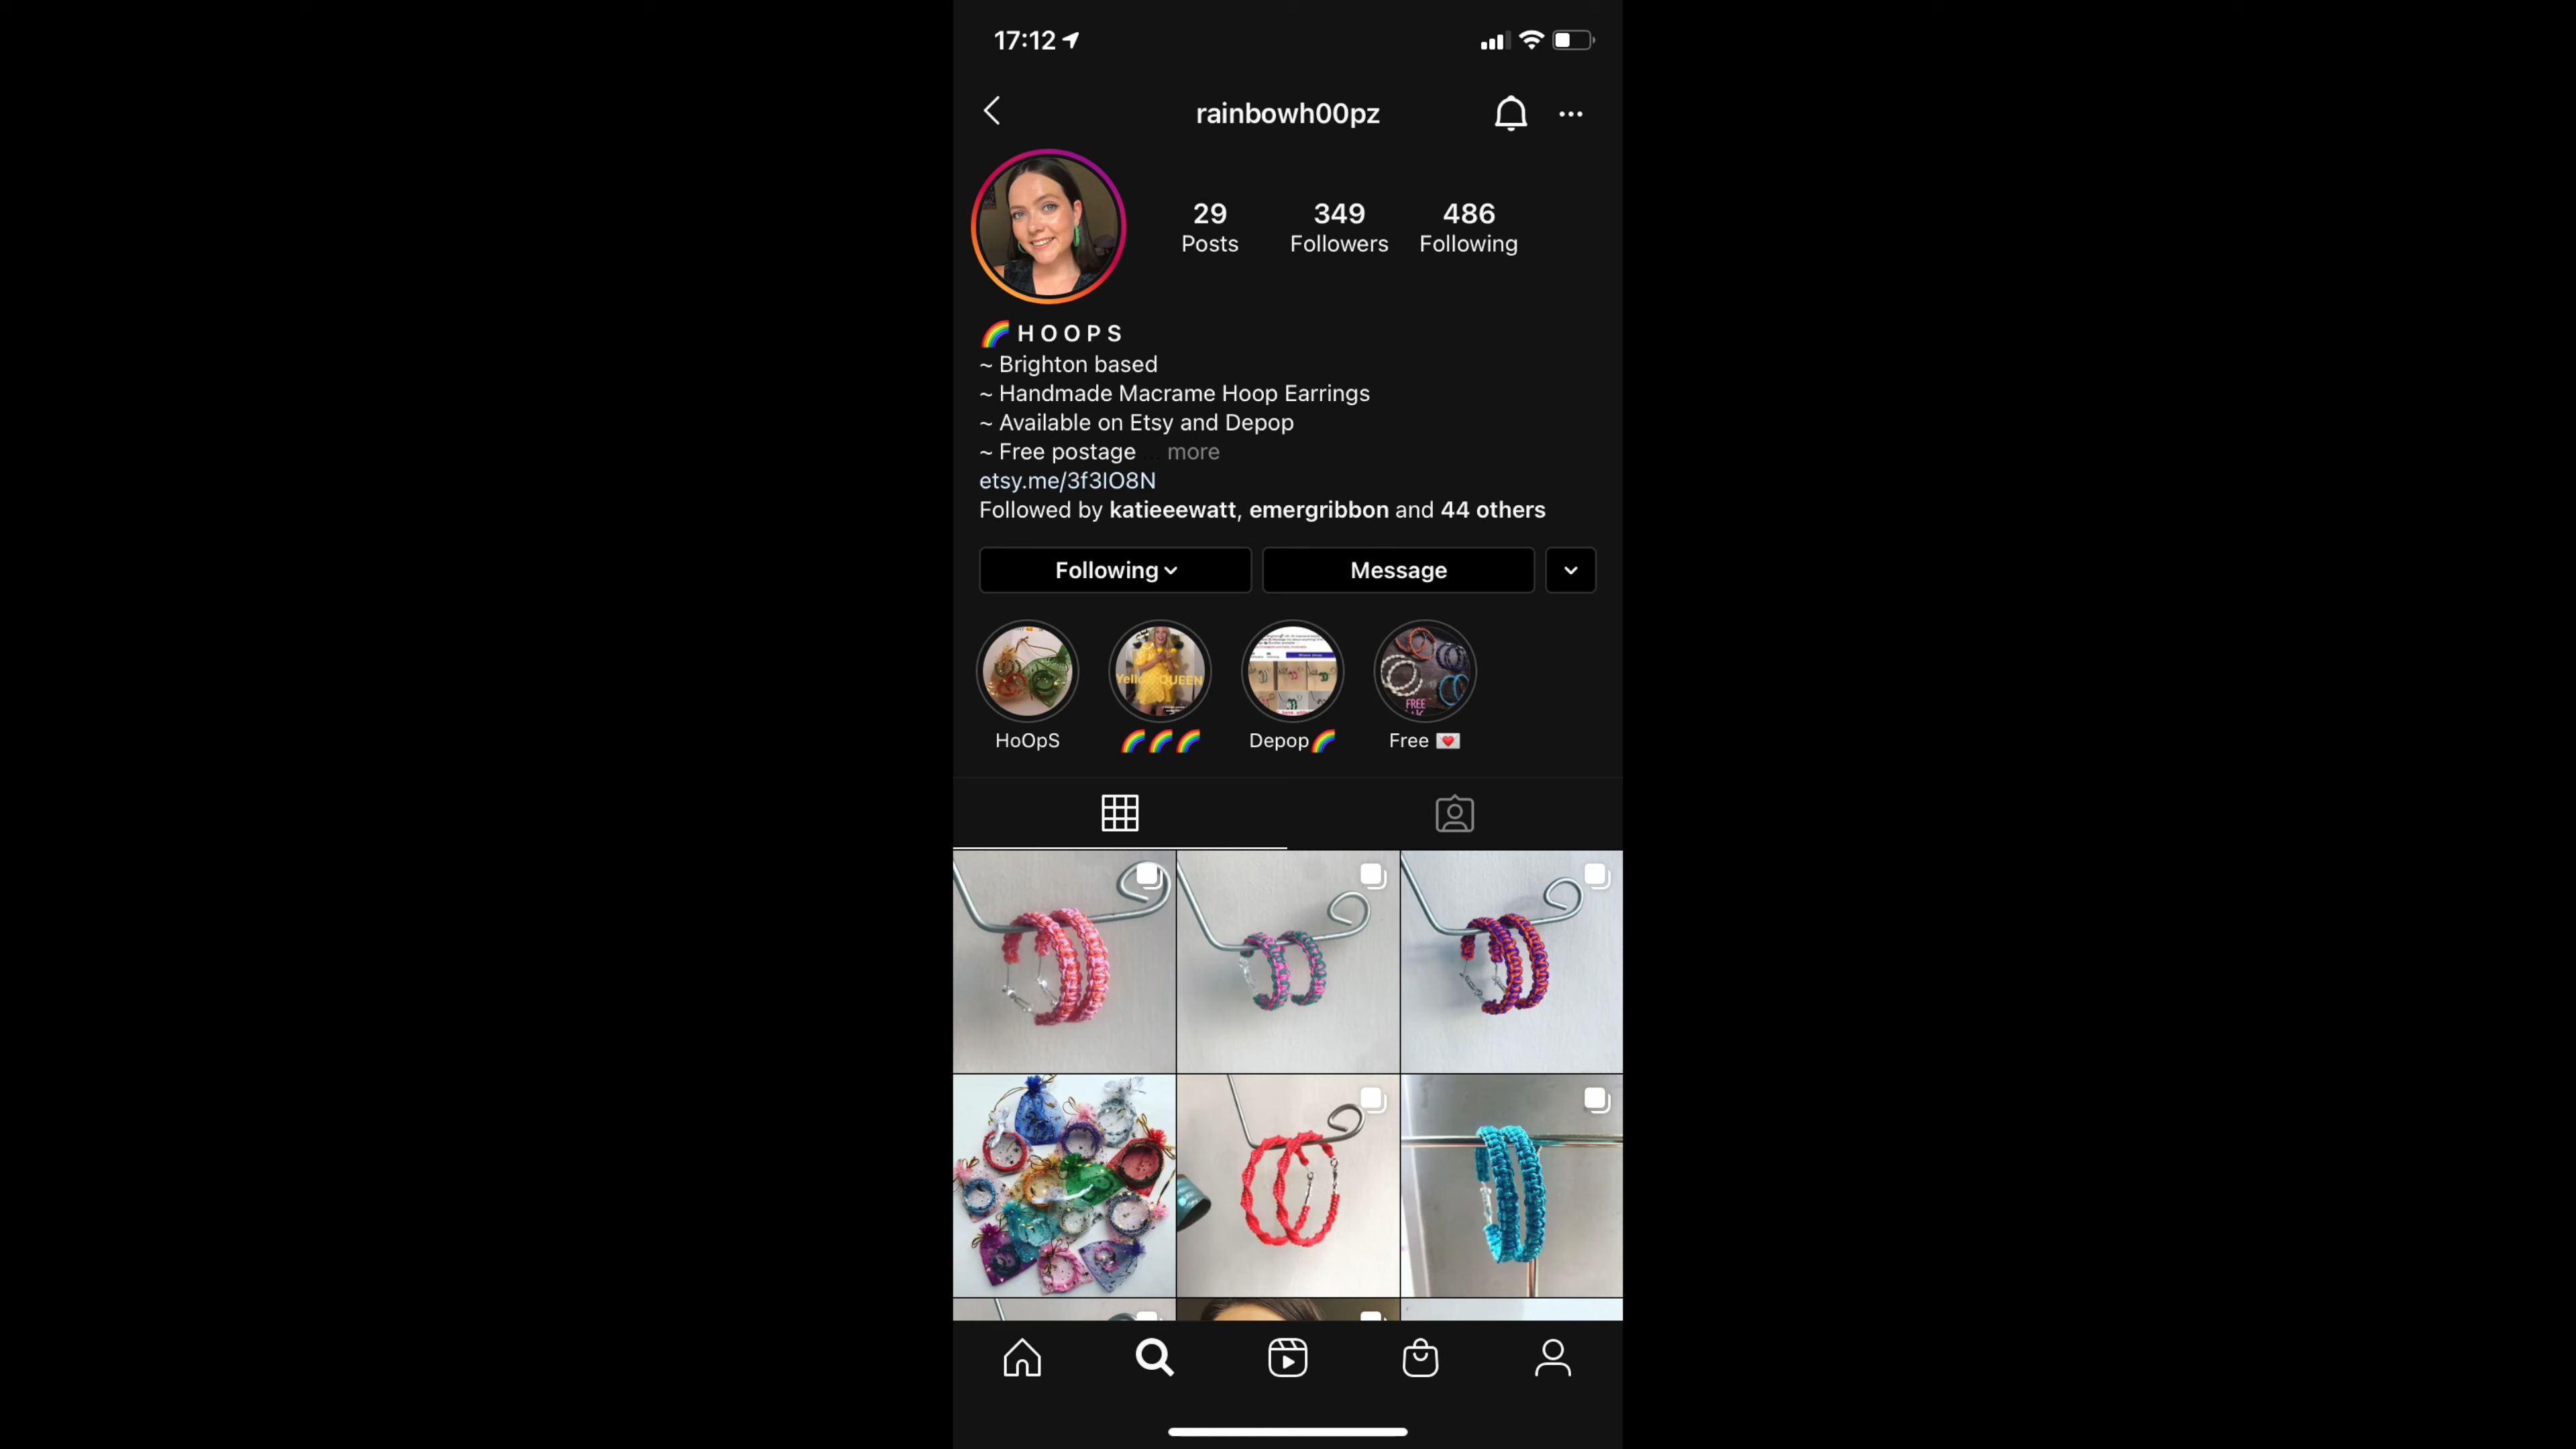 17:12
rainbowh00pz
29 349 486
Posts Followers Following
🌈 H O O P S
~ Brighton based
~ Handmade Macrame Hoop Earrings
~ Available on Etsy and Depop
~ Free postage ... more
etsy.me/3f3IO8N
Followed by katieeewatt, emergribbon and 44 others
Following Message
QUEEN
FREE
HoOpS 🌈🌈🌈 Depop🌈 Free 💌